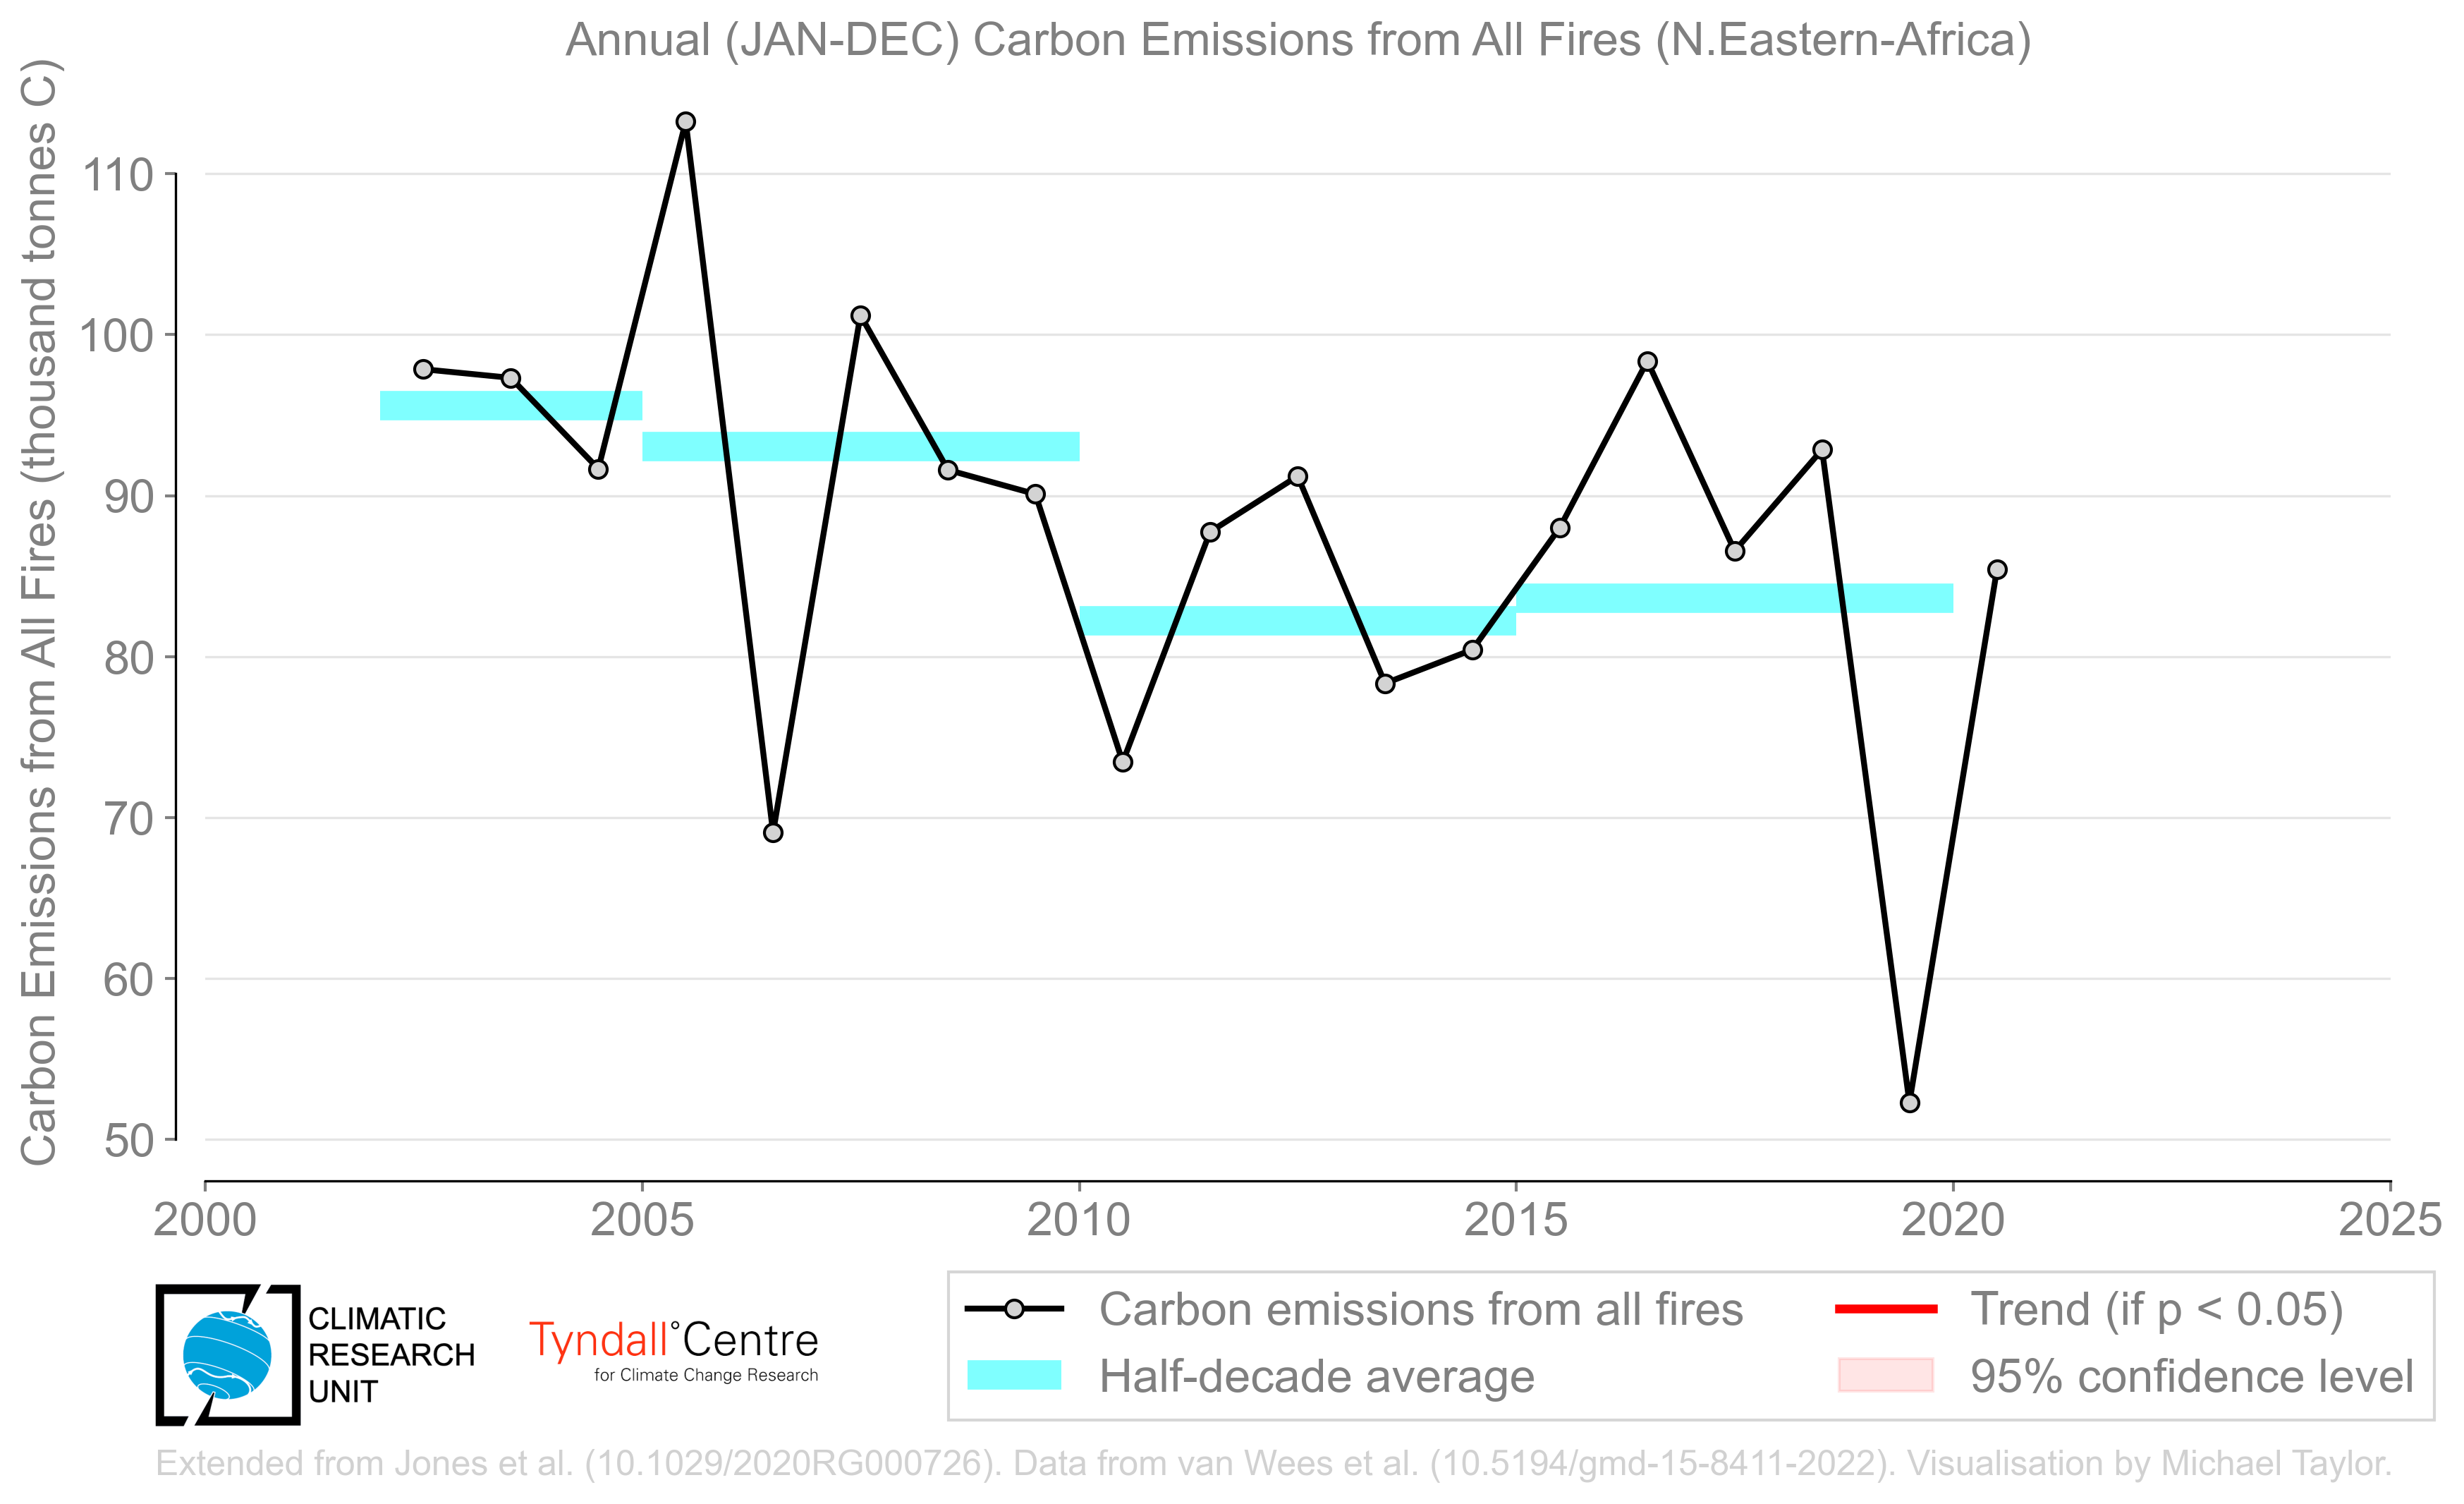 Annual (JAN-DEC) Carbon Emissions from All Fires (N.Eastern-Africa)
Carbon Emissions from All Fires (thousand tonnes C)
110
100
90
80
70
60
50
2000 2005 2010 2015 2020 2025
CLIMATIC
RESEARCH
UNIT
Tyndall°Centre
for Climate Change Research
Carbon emissions from all fires
Half-decade average
Trend (if p < 0.05)
95% confidence level
Extended from Jones et al. (10.1029/2020RG000726). Data from van Wees et al. (10.5194/gmd-15-8411-2022). Visualisation by Michael Taylor.